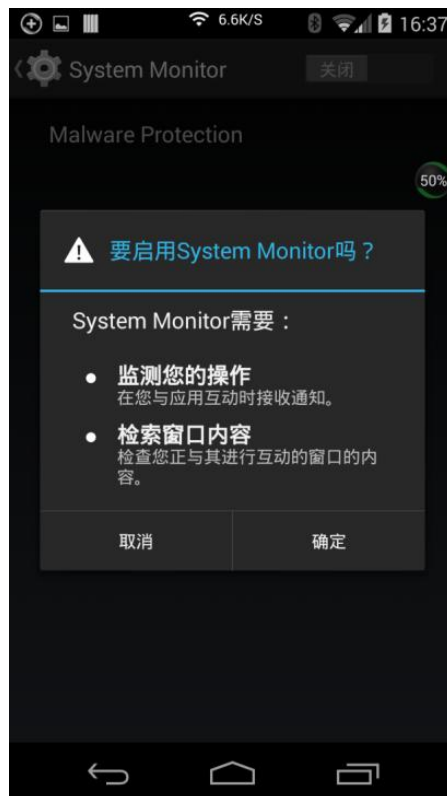 6.6K/S 16:37
System Monitor 关闭
Malware Protection
50%
要启用System Monitor吗？
System Monitor需要：
● 监测您的操作
在您与应用互动时接收通知。
● 检索窗口内容
检查您正与其进行互动的窗口的内
容。
取消 确定